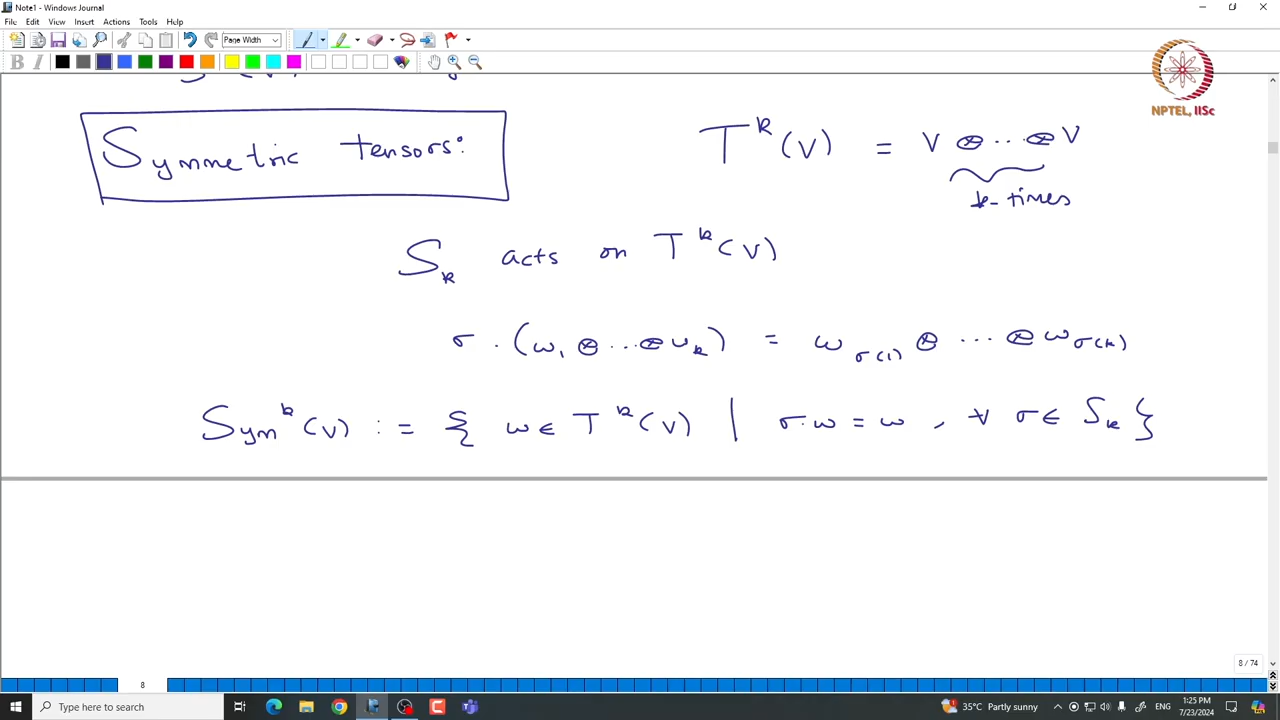 Note1 - Windows Journal
File Edit View Insert Actions Tools Help
Page Width
B I
NPTEL, IISc
Symmetric tensors:
T^k(V) = V ⊗ ... ⊗ V
k-times
S_k acts on T^k(V)
σ . (w_1 ⊗ ... ⊗ w_k) = w_σ(1) ⊗ ... ⊗ w_σ(k)
Sym^k(V) := { w ∈ T^k(V) | σ.w = w , ∀ σ ∈ S_k }
8 / 74
8
Type here to search
35°C Partly sunny
ENG
1:25 PM
7/23/2024